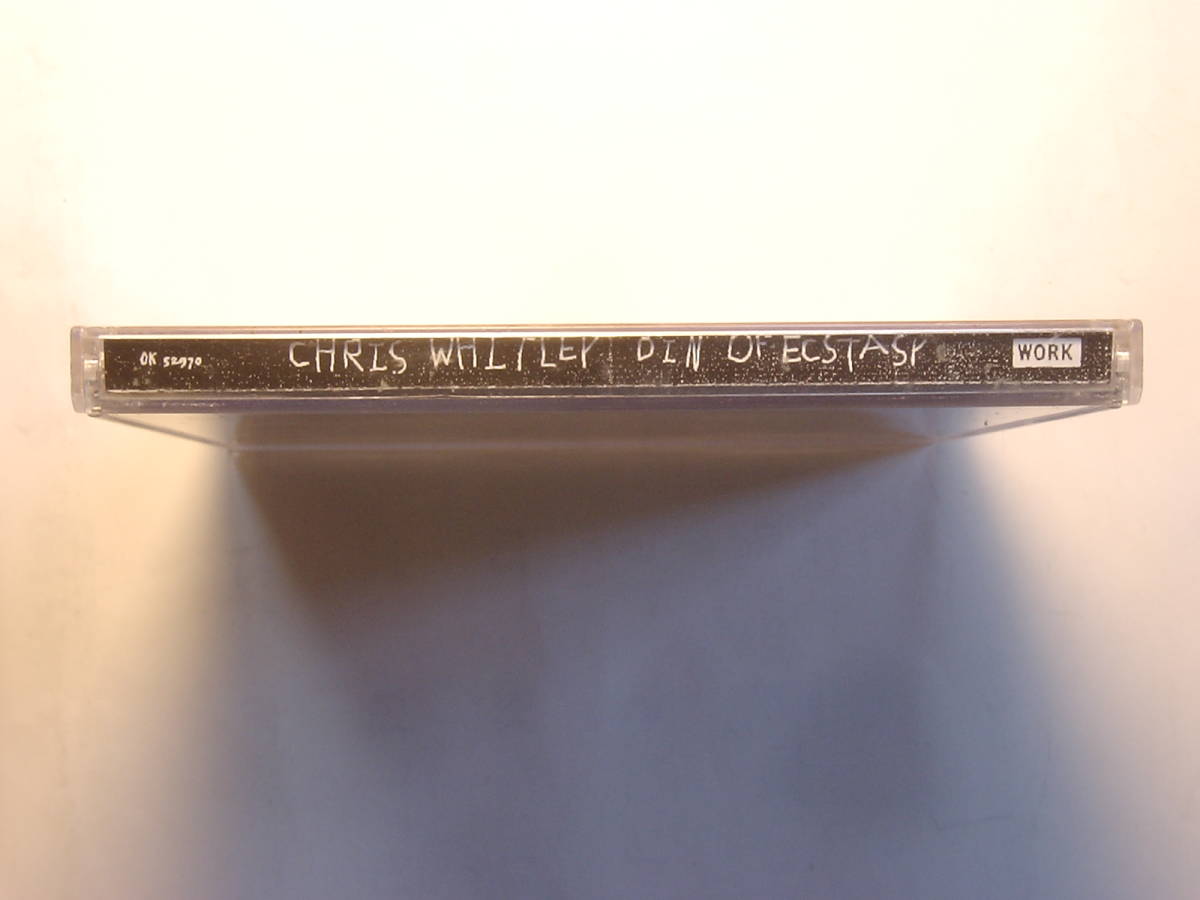 OK 52970 CHRIS WHITLEY DIN OF ECSTASY WORK